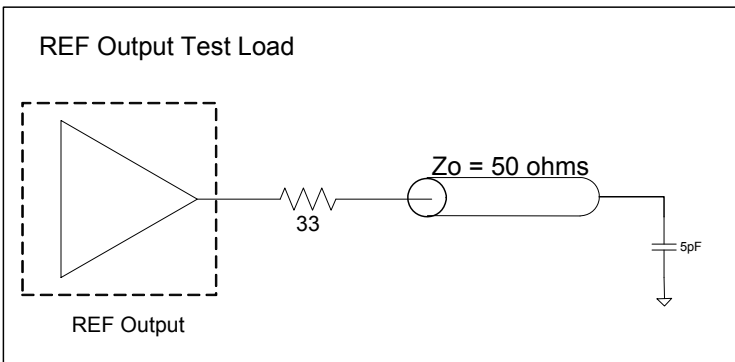 REF Output Test Load
Zo = 50 ohms
33
5pF
REF Output